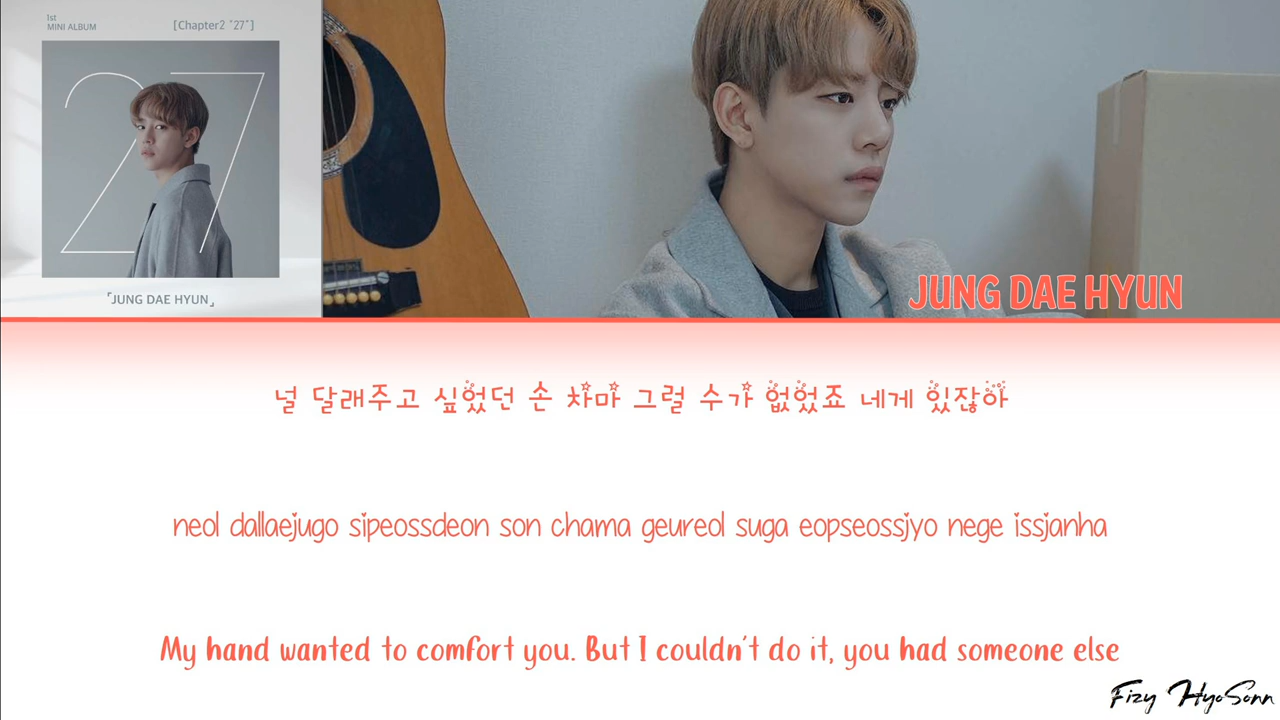 1st
MINI ALBUM
[Chapter2 "27"]
27
「JUNG DAE HYUN」
JUNG DAE HYUN
널 달래주고 싶었던 손 차마 그럴 수가 없었죠 네게 있잖아
neol dallaejugo sipeossdeon son chama geureol suga eopseossjyo nege issjanha
My hand wanted to comfort you. But I couldn't do it, you had someone else
Fizy HyoSonn